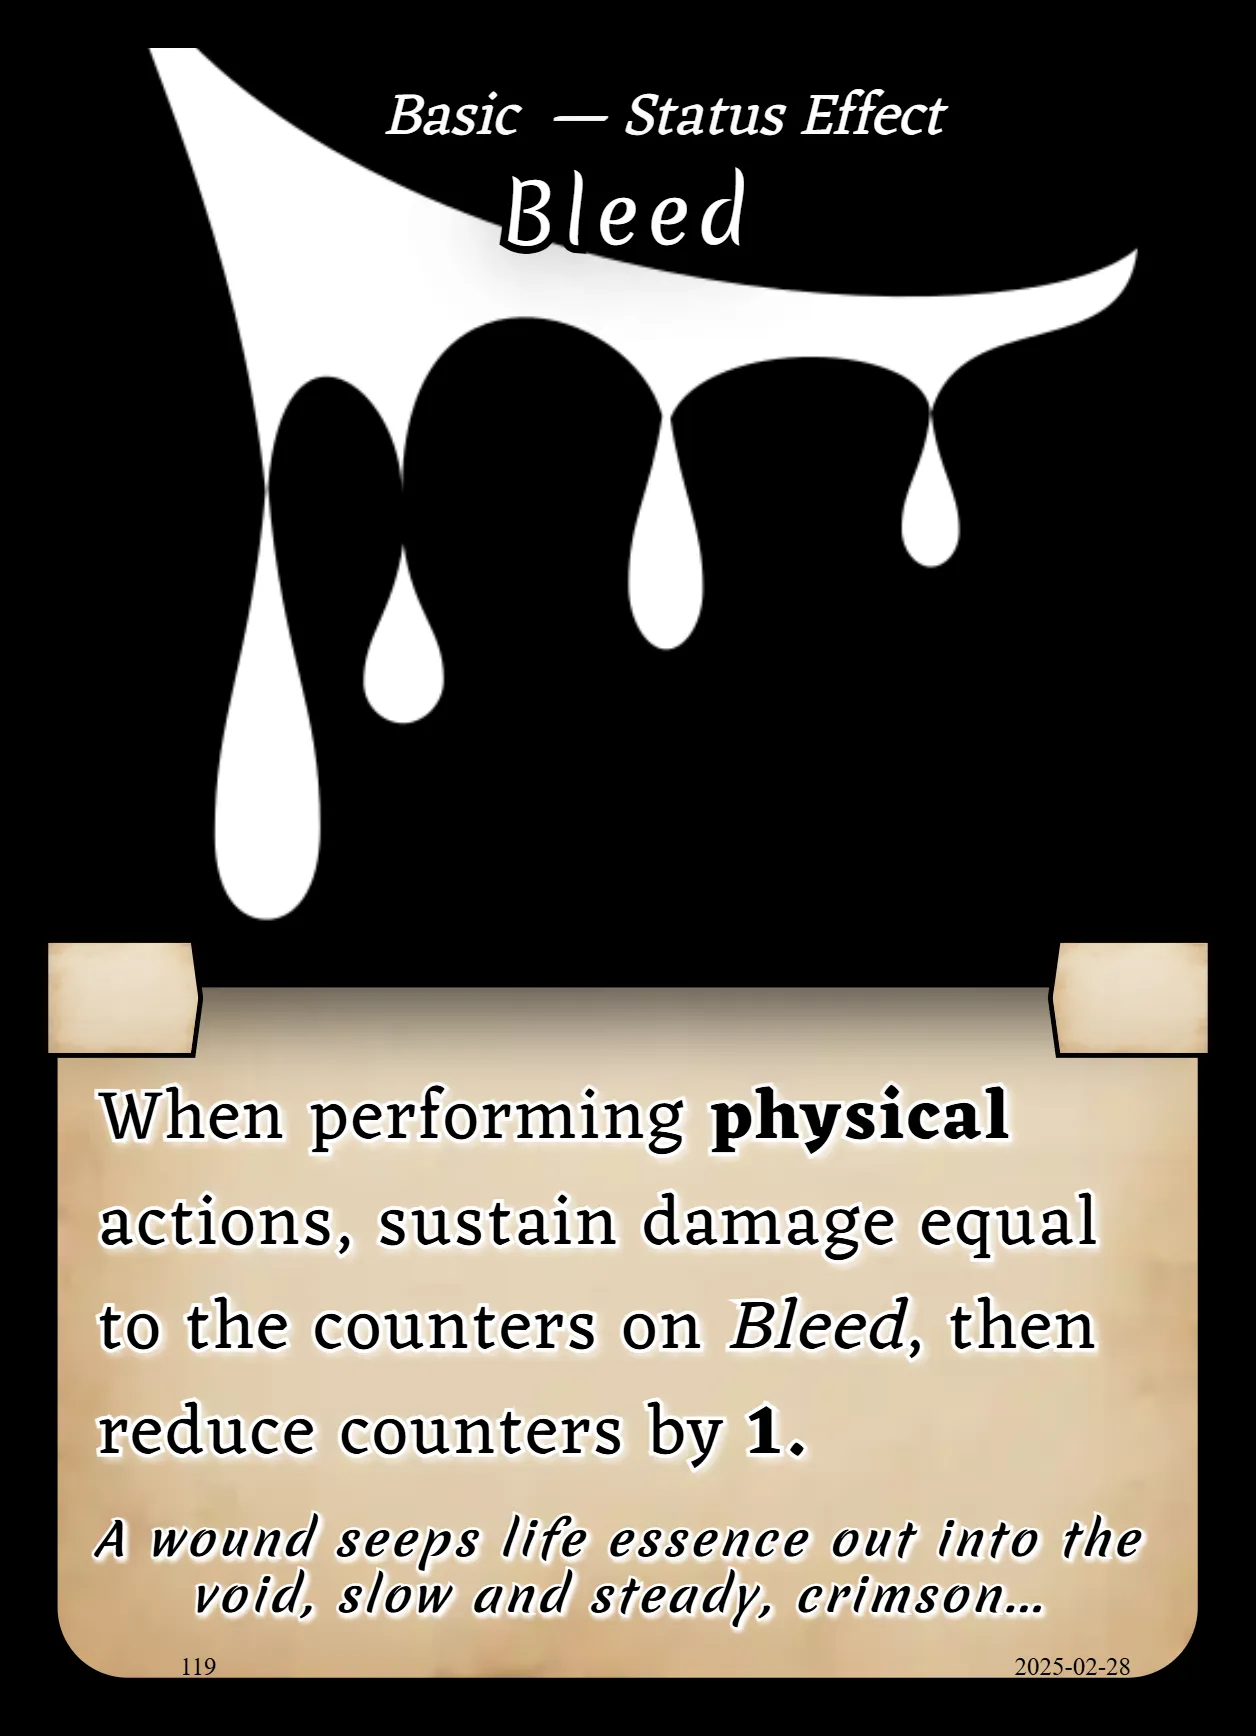 Basic — Status Effect
Bleed
When performing physical
actions, sustain damage equal
to the counters on Bleed, then
reduce counters by 1.
A wound seeps life essence out into the
void, slow and steady, crimson...
119
2025-02-28